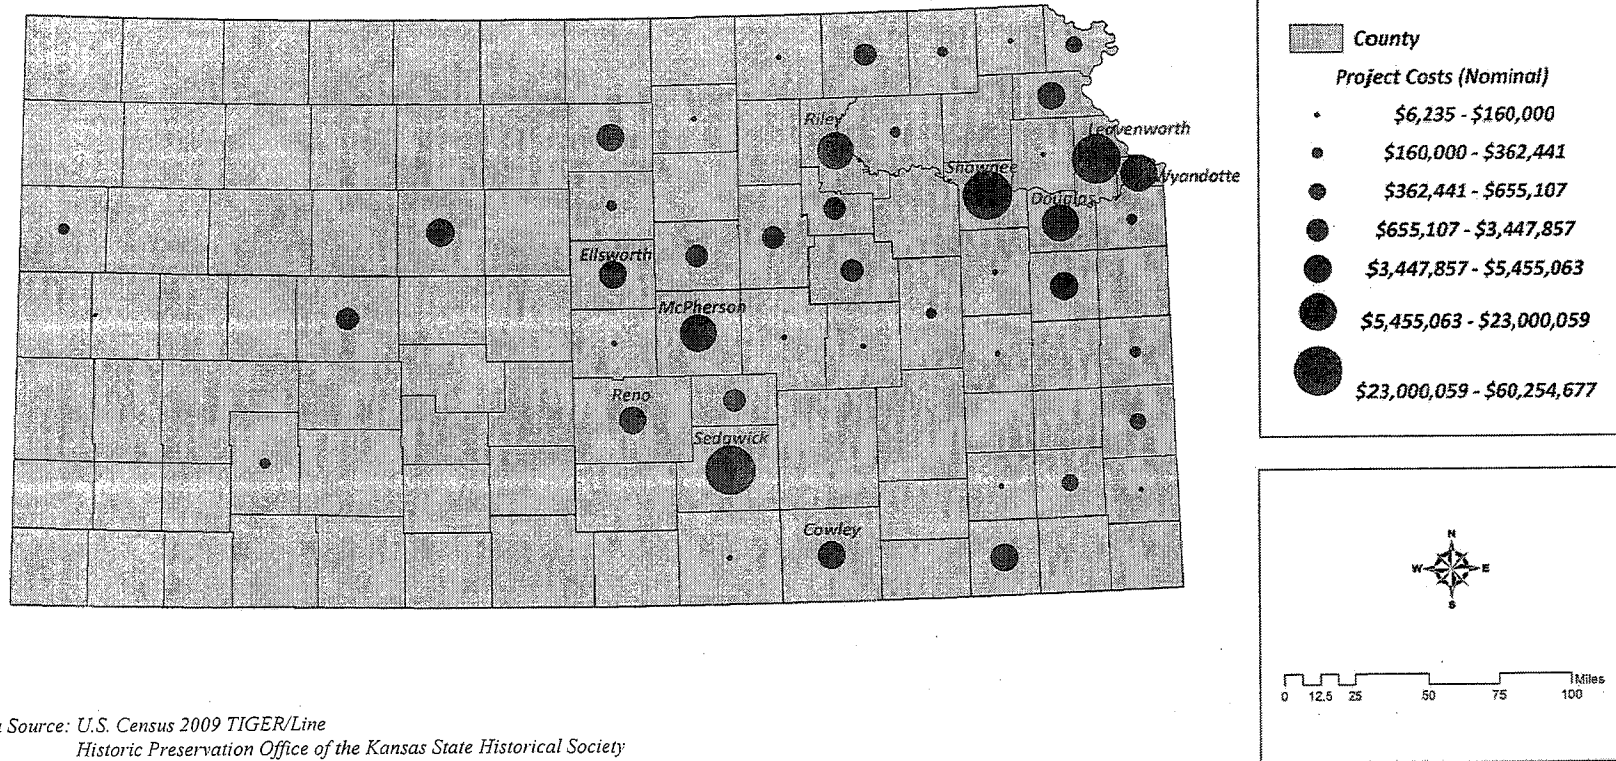 County
Project Costs (Nominal)
$6,235 - $160,000
$160,000 - $362,441
$362,441 - $655,107
$655,107 - $3,447,857
$3,447,857 - $5,455,063
$5,455,063 - $23,000,059
$23,000,059 - $60,254,677
Riley
Leavenworth
Shawnee
Wyandotte
Douglas
Ellsworth
McPherson
Reno
Sedgwick
Cowley
N
W E
S
Miles
0 12.5 25 50 75 100
Source: U.S. Census 2009 TIGER/Line
Historic Preservation Office of the Kansas State Historical Society